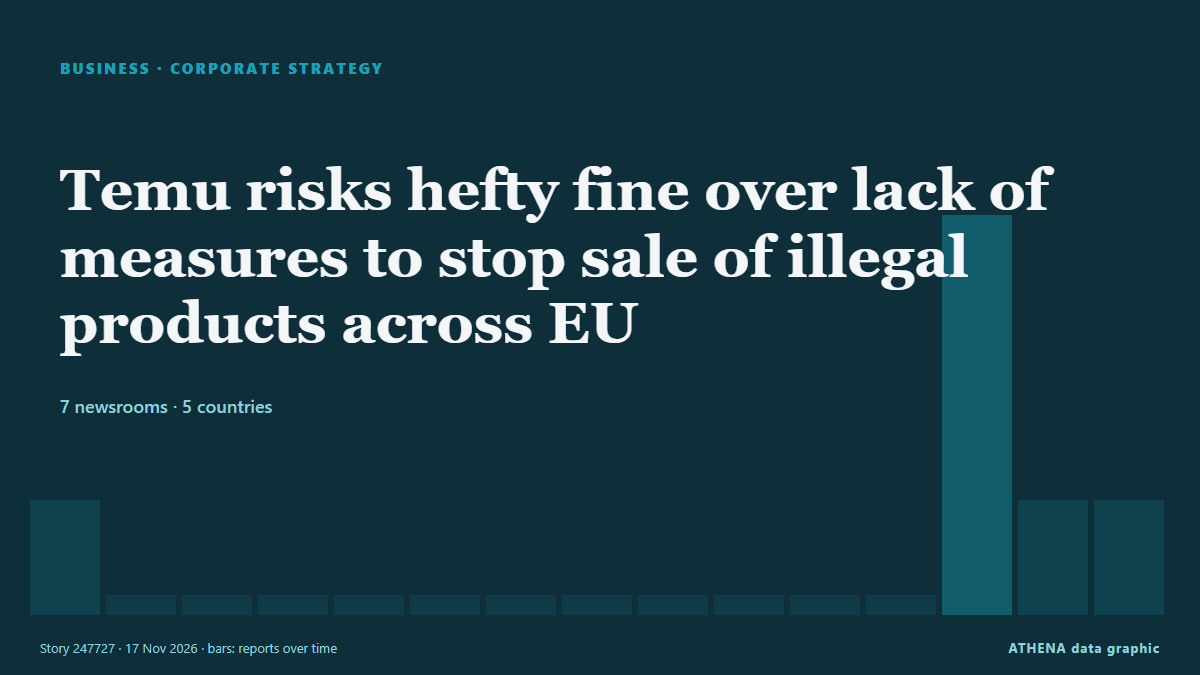 BUSINESS · CORPORATE STRATEGY
Temu risks hefty fine over lack of
measures to stop sale of illegal
products across EU
7 newsrooms · 5 countries
Story 247727 · 17 Nov 2026 · bars: reports over time
ATHENA data graphic